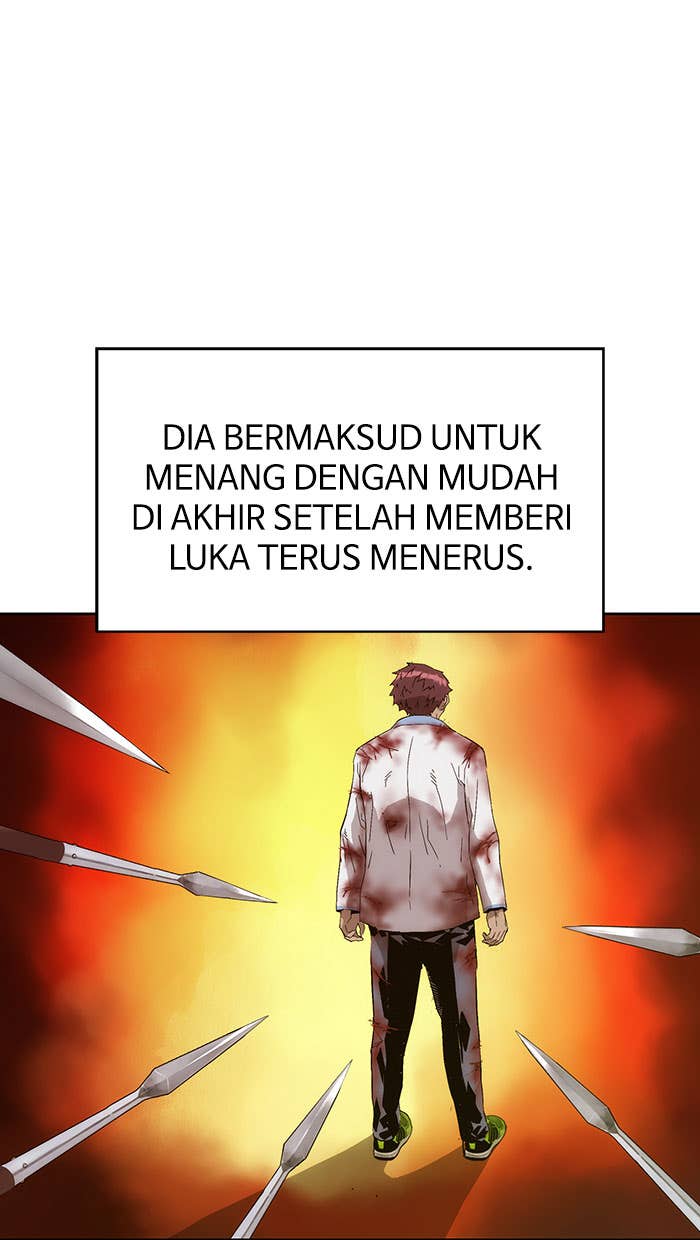 DIA BERMAKSUD UNTUK
MENANG DENGAN MUDAH
DI AKHIR SETELAH MEMBERI
LUKA TERUS MENERUS.